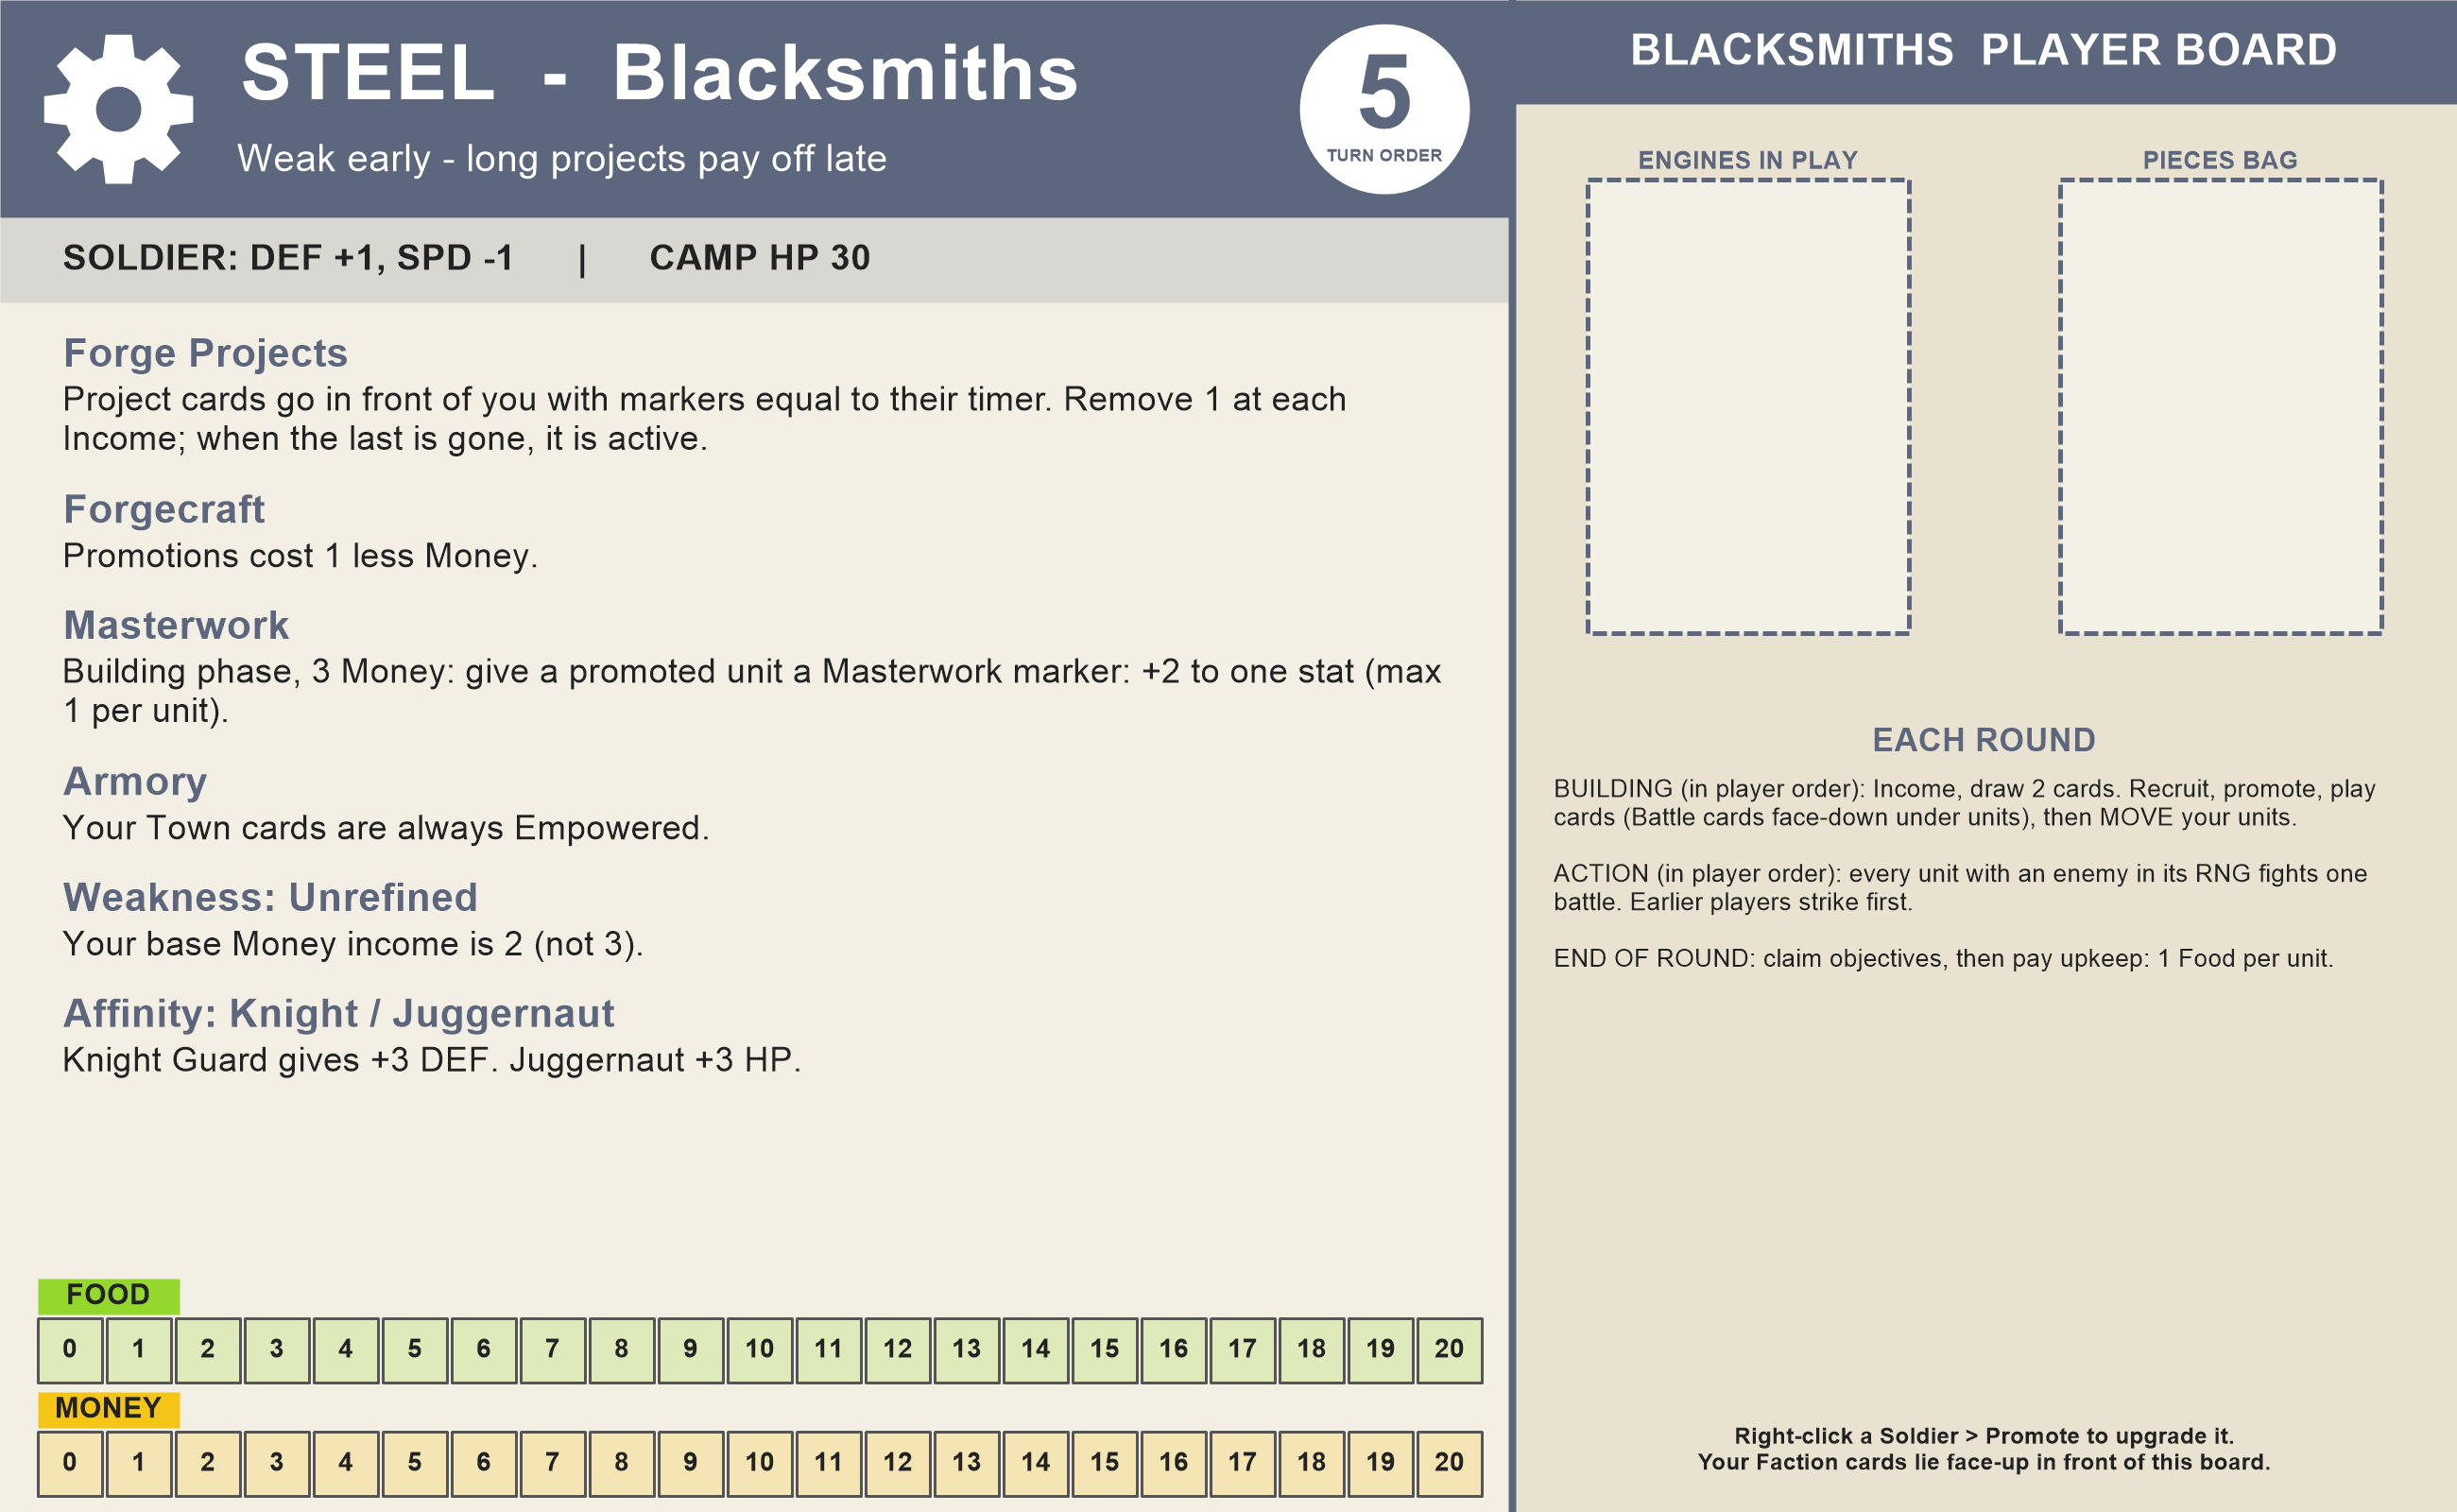 STEEL - Blacksmiths
Weak early - long projects pay off late
5
TURN ORDER
SOLDIER: DEF +1, SPD -1 | CAMP HP 30
Forge Projects
Project cards go in front of you with markers equal to their timer. Remove 1 at each
Income; when the last is gone, it is active.
Forgecraft
Promotions cost 1 less Money.
Masterwork
Building phase, 3 Money: give a promoted unit a Masterwork marker: +2 to one stat (max
1 per unit).
Armory
Your Town cards are always Empowered.
Weakness: Unrefined
Your base Money income is 2 (not 3).
Affinity: Knight / Juggernaut
Knight Guard gives +3 DEF. Juggernaut +3 HP.
FOOD
0 1 2 3 4 5 6 7 8 9 10 11 12 13 14 15 16 17 18 19 20
MONEY
0 1 2 3 4 5 6 7 8 9 10 11 12 13 14 15 16 17 18 19 20
BLACKSMITHS PLAYER BOARD
ENGINES IN PLAY
PIECES BAG
EACH ROUND
BUILDING (in player order): Income, draw 2 cards. Recruit, promote, play
cards (Battle cards face-down under units), then MOVE your units.
ACTION (in player order): every unit with an enemy in its RNG fights one
battle. Earlier players strike first.
END OF ROUND: claim objectives, then pay upkeep: 1 Food per unit.
Right-click a Soldier > Promote to upgrade it.
Your Faction cards lie face-up in front of this board.